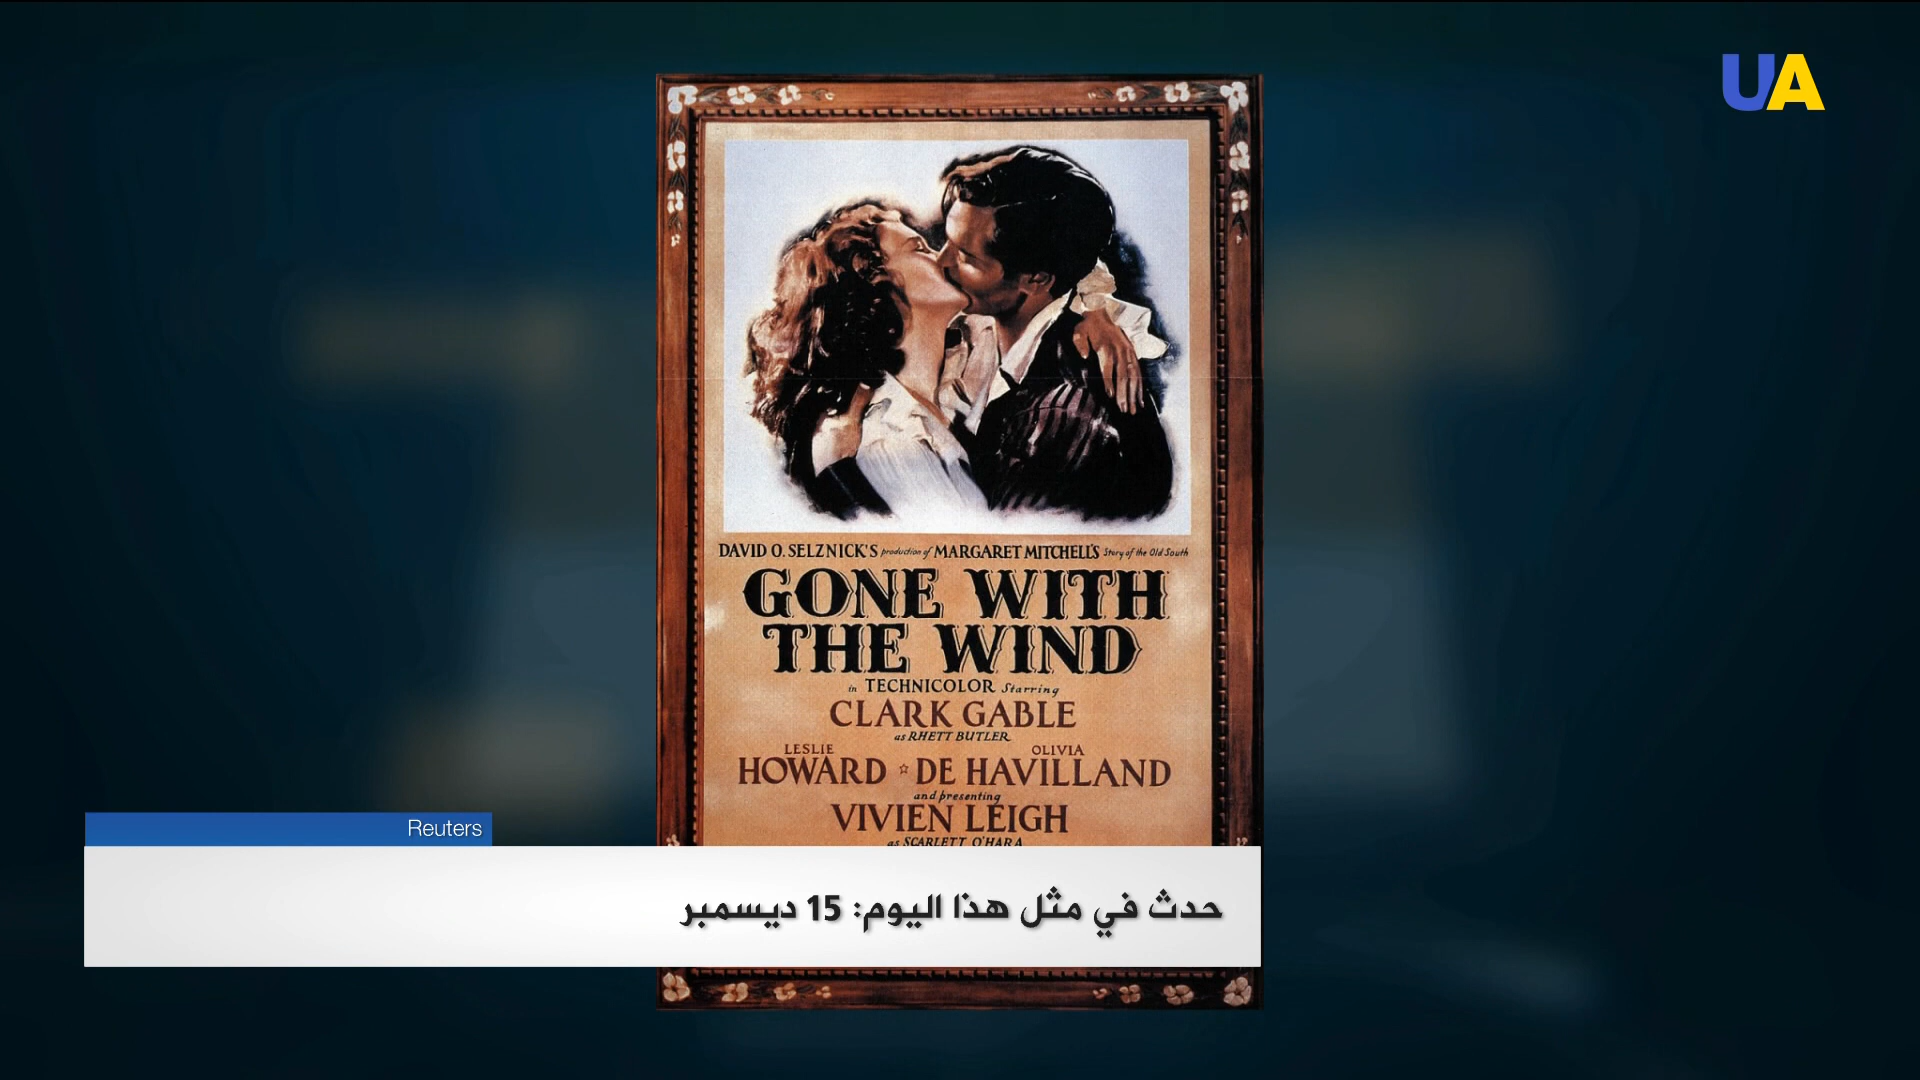 UA
DAVID O. SELZNICK'S production of MARGARET MITCHELL'S Story of the Old South
GONE WITH
THE WIND
in TECHNICOLOR Starring
CLARK GABLE
as RHETT BUTLER
LESLIE OLIVIA
HOWARD ☆ DE HAVILLAND
and presenting
VIVIEN LEIGH
as SCARLETT O'HARA
Reuters
حدث في مثل هذا اليوم: 15 ديسمبر